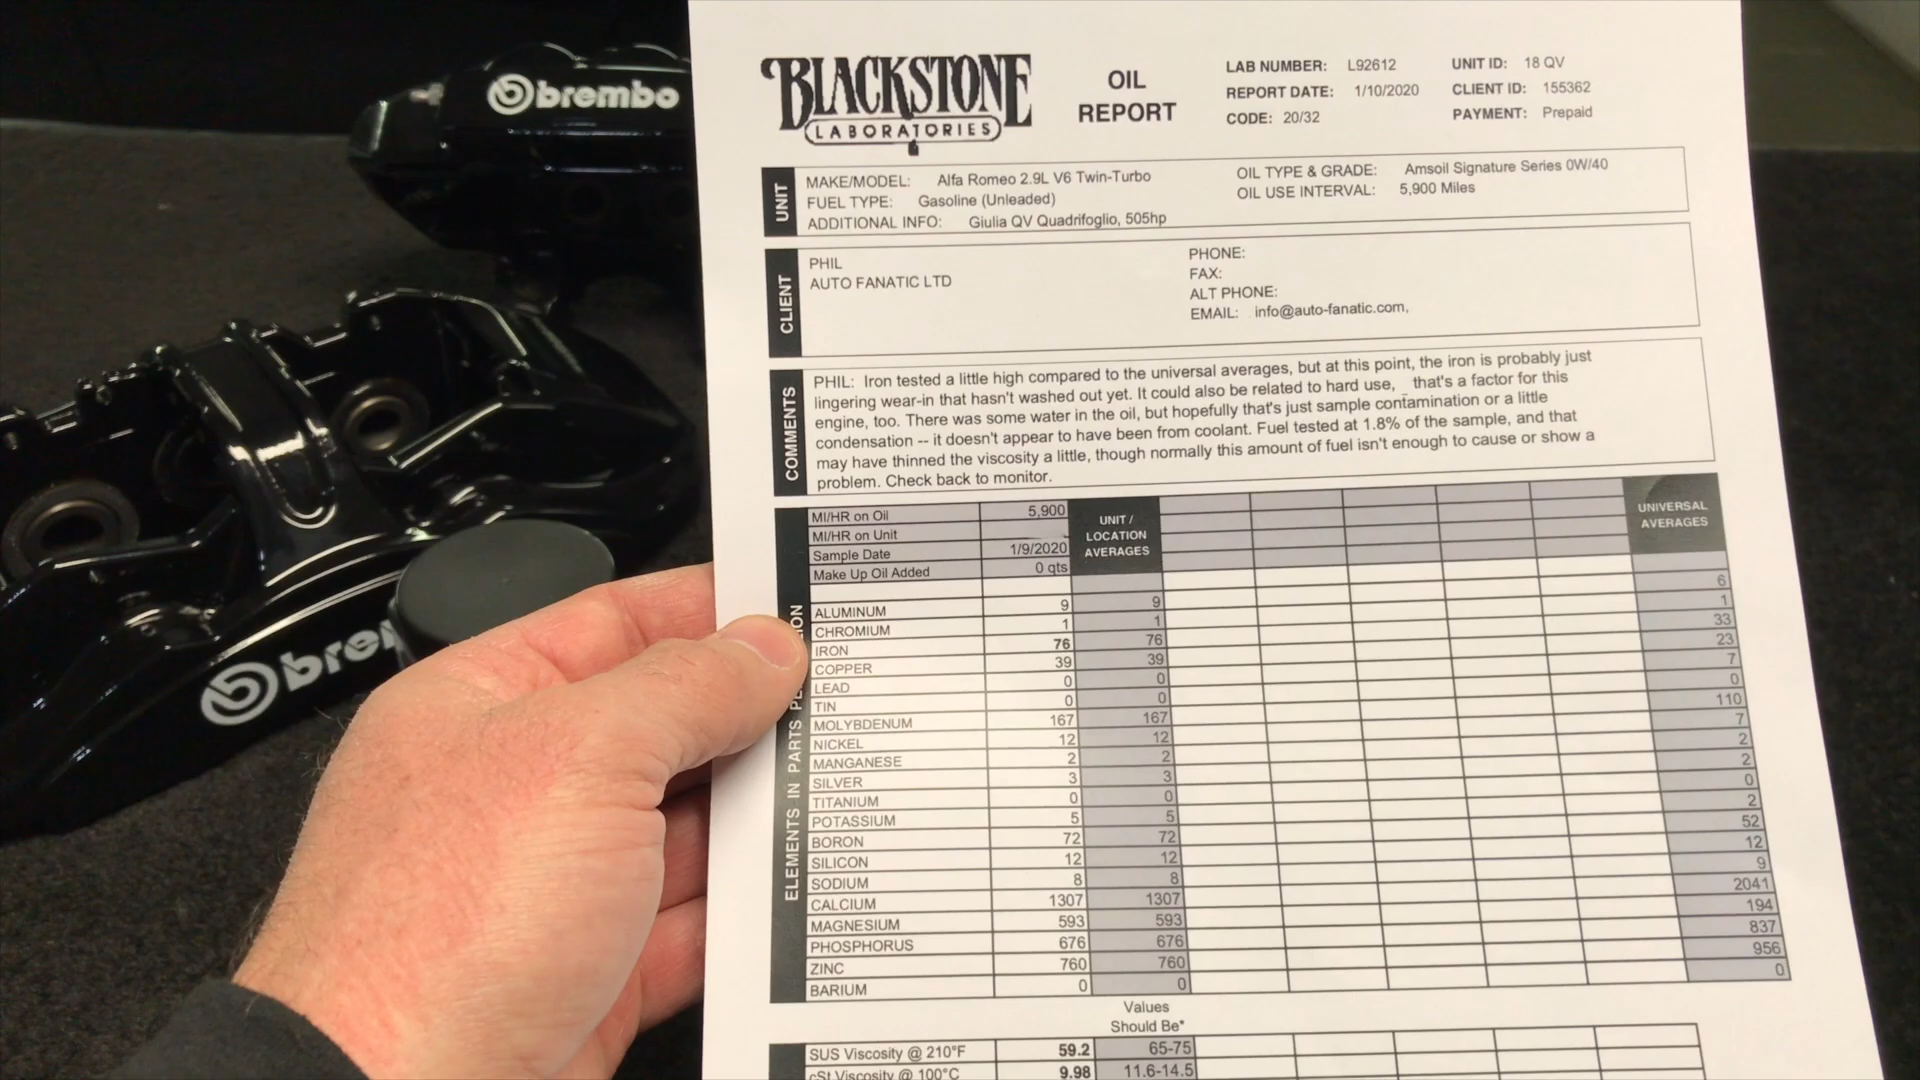 brembo
brem
BLACKSTONE
LABORATORIES
OIL
REPORT
LAB NUMBER: L92612
REPORT DATE: 1/10/2020
CODE: 20/32
UNIT ID: 18 QV
CLIENT ID: 155362
PAYMENT: Prepaid
UNIT
MAKE/MODEL: Alfa Romeo 2.9L V6 Twin-Turbo
FUEL TYPE: Gasoline (Unleaded)
ADDITIONAL INFO: Giulia QV Quadrifoglio, 505hp
OIL TYPE & GRADE: Amsoil Signature Series 0W/40
OIL USE INTERVAL: 5,900 Miles
CLIENT
PHIL
AUTO FANATIC LTD
PHONE:
FAX:
ALT PHONE:
EMAIL: info@auto-fanatic.com,
COMMENTS
PHIL: Iron tested a little high compared to the universal averages, but at this point, the iron is probably just
lingering wear-in that hasn't washed out yet. It could also be related to hard use, _ that's a factor for this
engine, too. There was some water in the oil, but hopefully that's just sample contamination or a little
condensation -- it doesn't appear to have been from coolant. Fuel tested at 1.8% of the sample, and that
may have thinned the viscosity a little, though normally this amount of fuel isn't enough to cause or show a
problem. Check back to monitor.
MI/HR on Oil 5,900
MI/HR on Unit
Sample Date 1/9/2020
Make Up Oil Added 0 qts
UNIT /
LOCATION
AVERAGES
UNIVERSAL
AVERAGES
ELEMENTS IN PARTS PE ION
ALUMINUM 9 9 6
CHROMIUM 1 1 1
IRON 76 76 33
COPPER 39 39 23
LEAD 0 0 7
TIN 0 0 0
MOLYBDENUM 167 167 110
NICKEL 12 12 7
MANGANESE 2 2 2
SILVER 3 3 2
TITANIUM 0 0 0
POTASSIUM 5 5 2
BORON 72 72 52
SILICON 12 12 12
SODIUM 8 8 9
CALCIUM 1307 1307 2041
MAGNESIUM 593 593 194
PHOSPHORUS 676 676 837
ZINC 760 760 956
BARIUM 0 0 0
Values
Should Be*
SUS Viscosity @ 210°F 59.2 65-75
cSt Viscosity @ 100°C 9.98 11.6-14.5